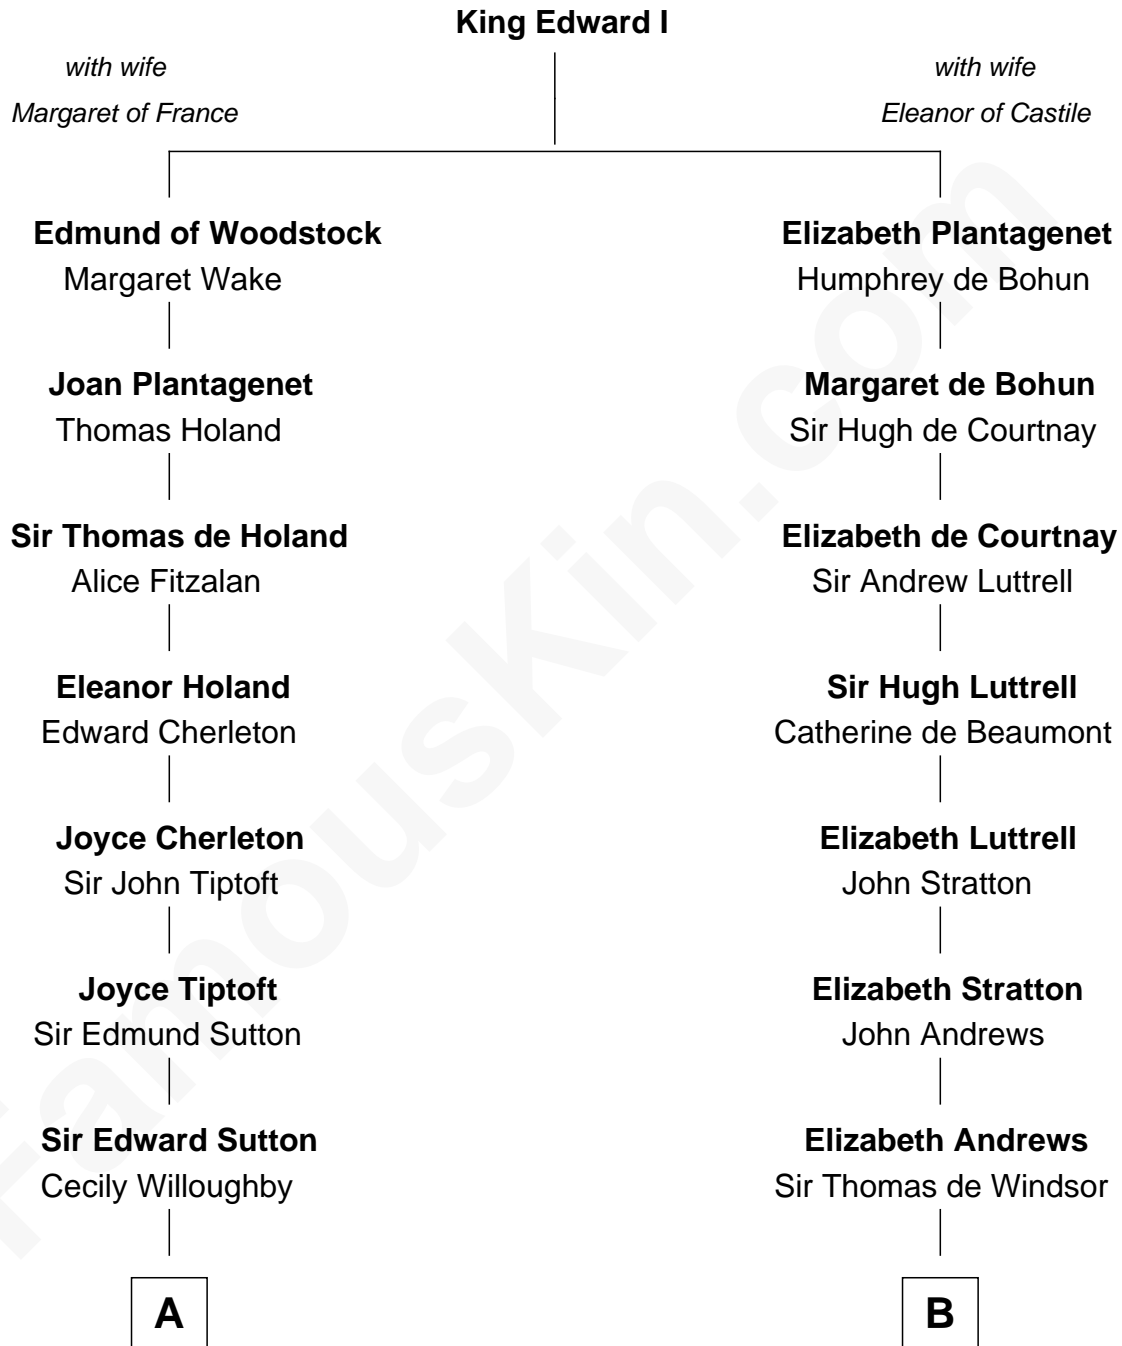 King Edward I
with wife
Margaret of France
with wife
Eleanor of Castile
Edmund of Woodstock
Margaret Wake
Elizabeth Plantagenet
Humphrey de Bohun
Joan Plantagenet
Thomas Holand
Margaret de Bohun
Sir Hugh de Courtnay
Sir Thomas de Holand
Alice Fitzalan
Elizabeth de Courtnay
Sir Andrew Luttrell
Eleanor Holand
Edward Cherleton
Sir Hugh Luttrell
Catherine de Beaumont
Joyce Cherleton
Sir John Tiptoft
Elizabeth Luttrell
John Stratton
Joyce Tiptoft
Sir Edmund Sutton
Elizabeth Stratton
John Andrews
Sir Edward Sutton
Cecily Willoughby
Elizabeth Andrews
Sir Thomas de Windsor
A
B
FamousKin.com